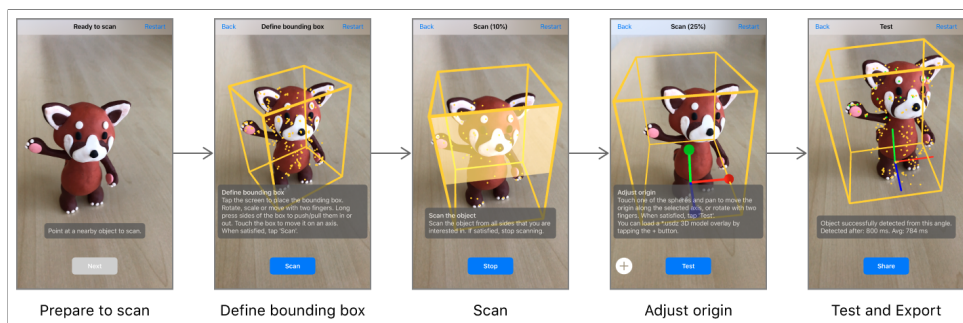 Ready to scan Restart
Point at a nearby object to scan.
Next
Prepare to scan
Back Define bounding box Restart
Define bounding box
Tap the screen to place the bounding box.
Rotate, scale or move with two fingers. Long
press sides of the box to push/pull them in or
out. Touch the box to move it on an axis.
When satisfied, tap 'Scan'.
Scan
Define bounding box
Back Scan (10%) Restart
Scan the object
Scan the object from all sides that you are
interested in. If satisfied, stop scanning.
Stop
Scan
Back Scan (25%) Restart
Adjust origin
Touch one of the spheres and pan to move the
origin along the selected box, or rotate with two
fingers. When satisfied, tap 'Test'.
You can load a *usdz 3D model overlay by
tapping the + button.
+
Test
Adjust origin
Back Test Restart
Object successfully detected from this angle.
Detected after: 800 ms. Avg: 784 ms
Share
Test and Export